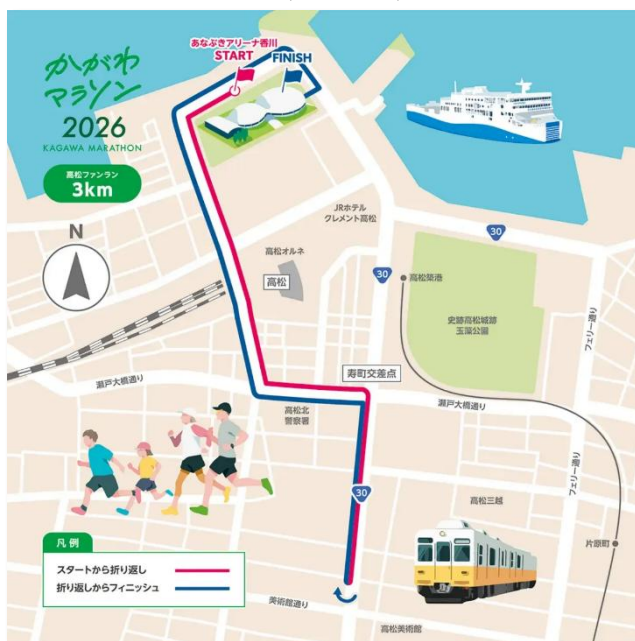 かがわ
マラソン
2026
KAGAWA MARATHON
高松ファンラン
3km
あなぶきアリーナ香川
START
FINISH
N
JRホテル
クレメント高松
30
高松オルネ
高松
30
高松築港
史跡高松城跡
玉藻公園
フェリー通り
寿町交差点
瀬戸大橋通り
瀬戸大橋通り
高松北
警察署
フェリー通り
30
高松三越
片原町
凡例
スタートから折り返し
折り返しからフィニッシュ
美術館通り
高松美術館